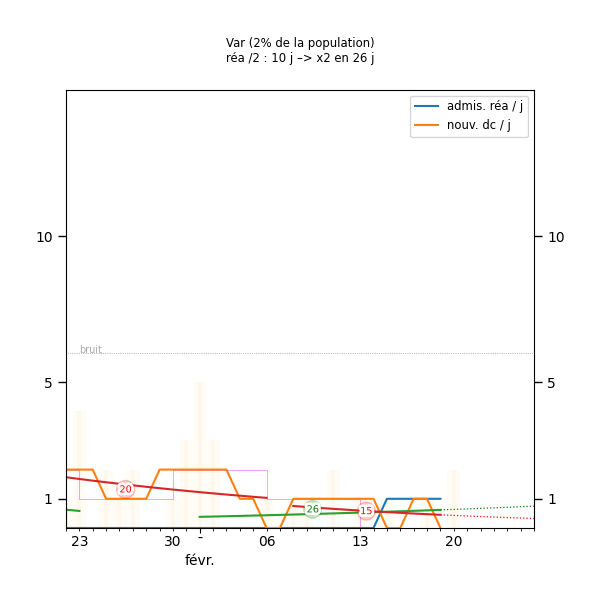 Var (2% de la population)
réa /2 : 10 j –> x2 en 26 j
admis. réa / j
nouv. dc / j
10
10
bruit
5
5
20
26
15
1
1
23
30
-
06
13
20
févr.